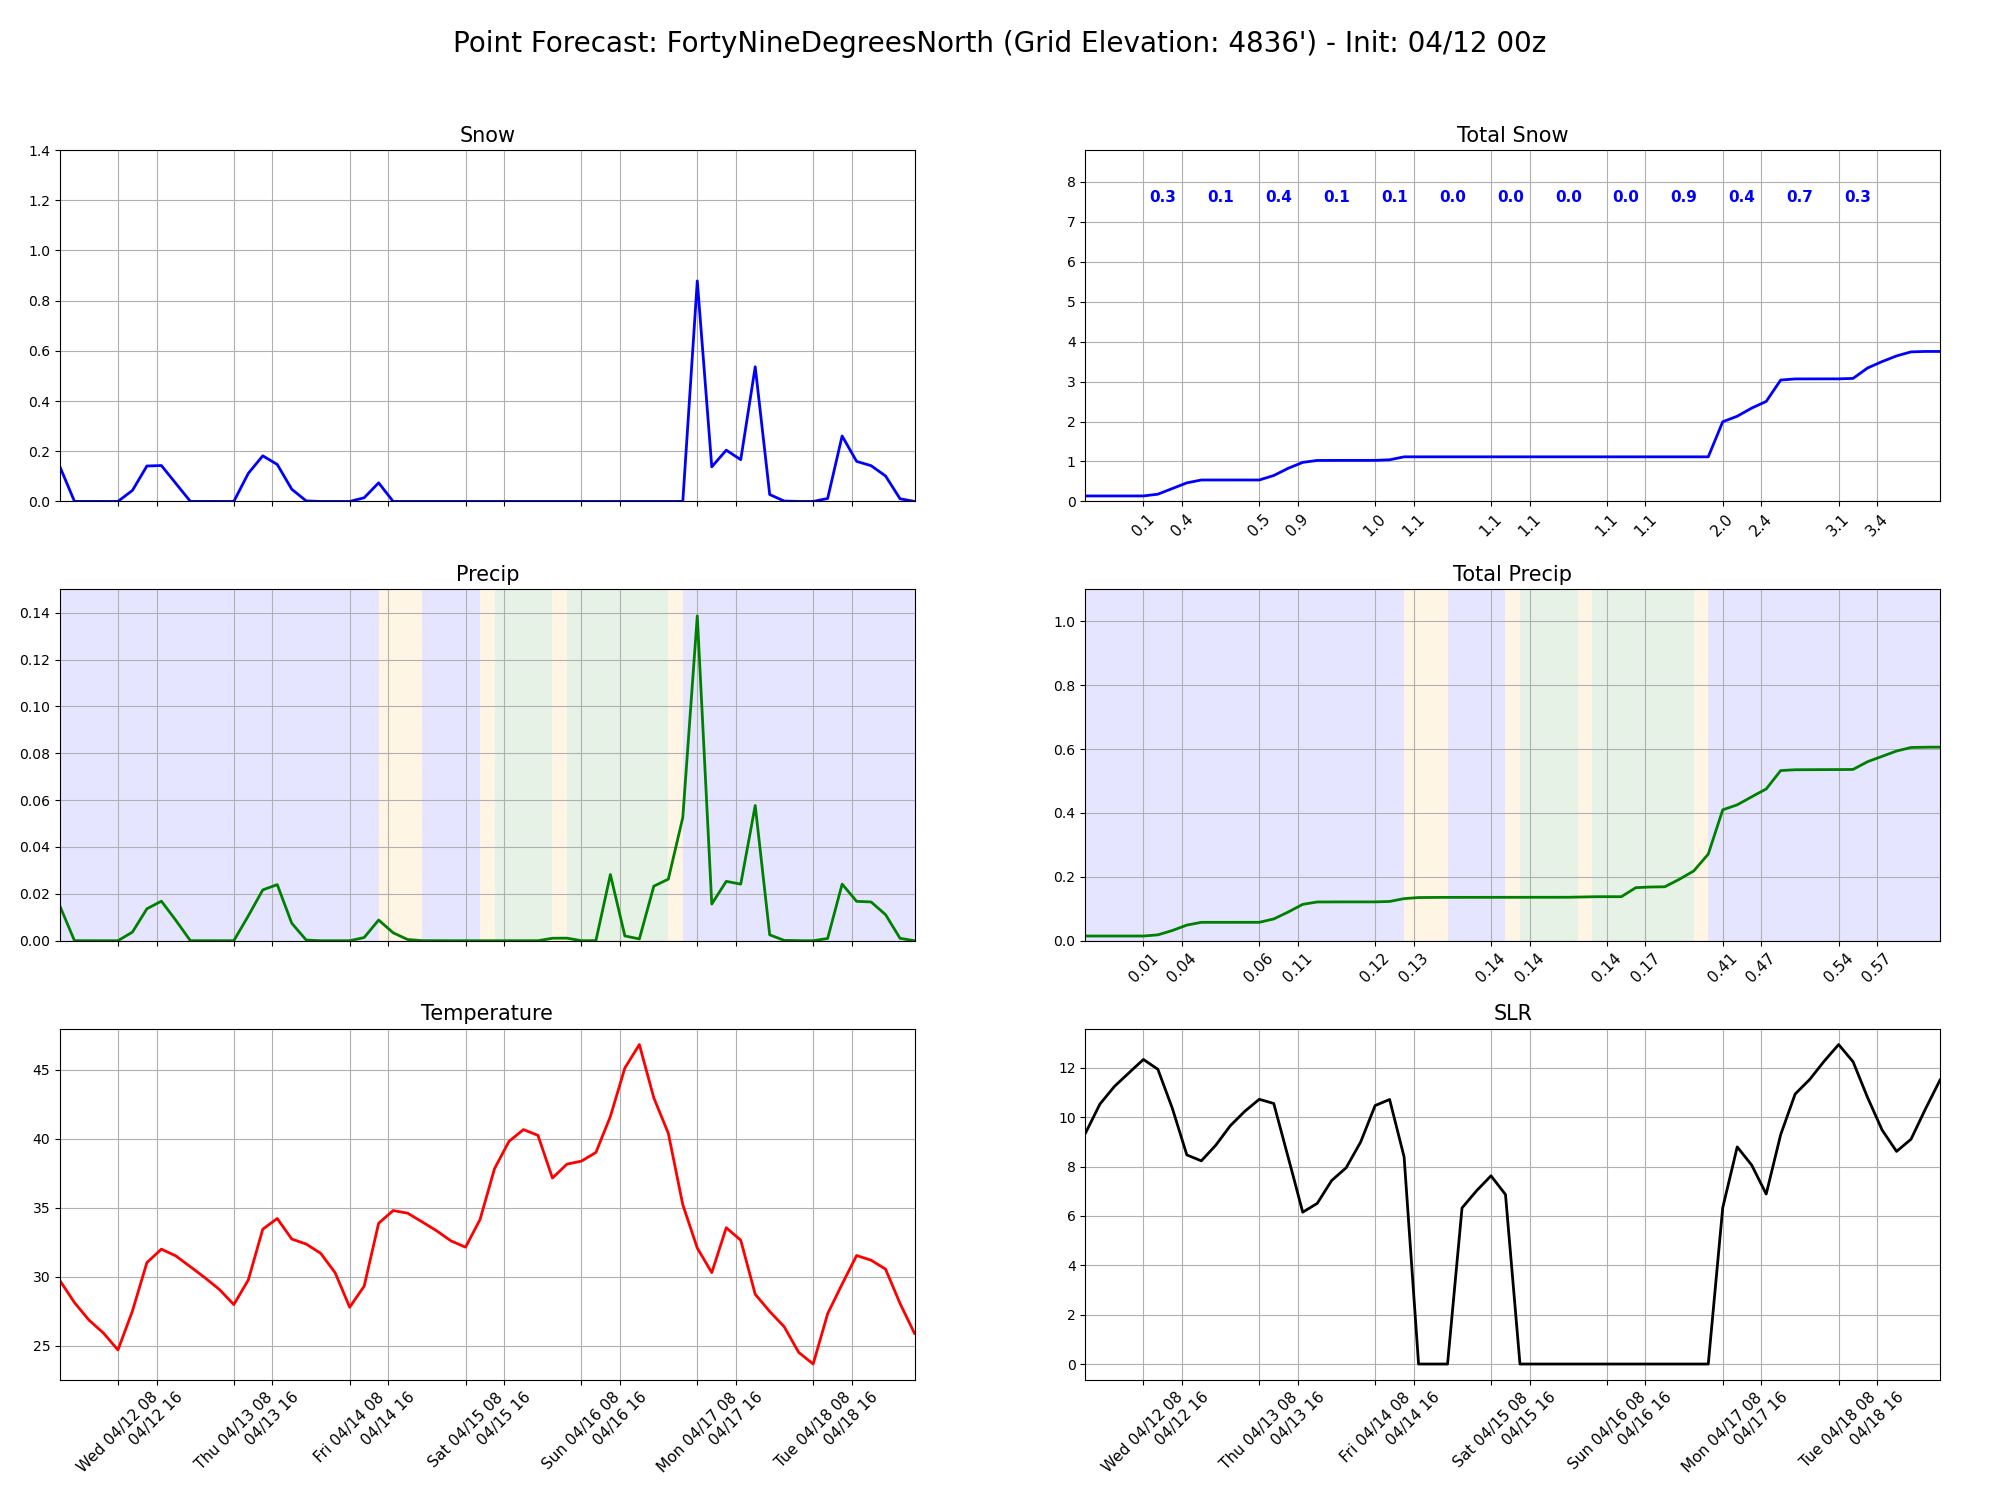 Point Forecast: FortyNineDegreesNorth (Grid Elevation: 4836') - Init: 04/12 00z
Snow
1.4
1.2
1.0
0.8
0.6
0.4
0.2
0.0
Total Snow
8
7
6
5
4
3
2
1
0
0.3 0.1 0.4 0.1 0.1 0.0 0.0 0.0 0.0 0.9 0.4 0.7 0.3
0.1 0.4 0.5 0.9 1.0 1.1 1.1 1.1 1.1 1.1 2.0 2.4 3.1 3.4
Precip
0.14
0.12
0.10
0.08
0.06
0.04
0.02
0.00
Total Precip
1.0
0.8
0.6
0.4
0.2
0.0
0.01 0.04 0.06 0.11 0.12 0.13 0.14 0.14 0.14 0.17 0.41 0.47 0.54 0.57
Temperature
45
40
35
30
25
Wed 04/12 08
04/12 16
Thu 04/13 08
04/13 16
Fri 04/14 08
04/14 16
Sat 04/15 08
04/15 16
Sun 04/16 08
04/16 16
Mon 04/17 08
04/17 16
Tue 04/18 08
04/18 16
SLR
12
10
8
6
4
2
0
Wed 04/12 08
04/12 16
Thu 04/13 08
04/13 16
Fri 04/14 08
04/14 16
Sat 04/15 08
04/15 16
Sun 04/16 08
04/16 16
Mon 04/17 08
04/17 16
Tue 04/18 08
04/18 16